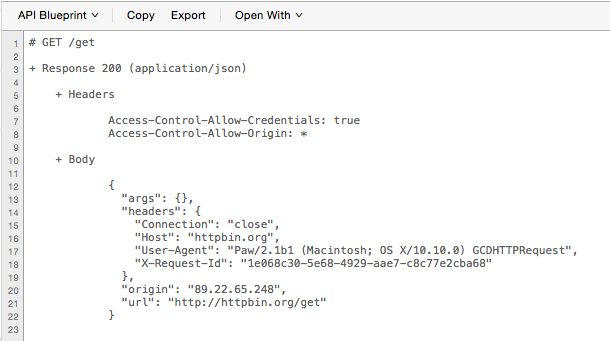 API Blueprint Copy Export Open With
1 # GET /get
2
3 + Response 200 (application/json)
4
5 + Headers
6
7 Access-Control-Allow-Credentials: true
8 Access-Control-Allow-Origin: *
9
10 + Body
11
12 {
13 "args": {},
14 "headers": {
15 "Connection": "close",
16 "Host": "httpbin.org",
17 "User-Agent": "Paw/2.1b1 (Macintosh; OS X/10.10.0) GCDHTTPRequest",
18 "X-Request-Id": "1e068c30-5e68-4929-aae7-c8c77e2cba68"
19 },
20 "origin": "89.22.65.248",
21 "url": "http://httpbin.org/get"
22 }
23